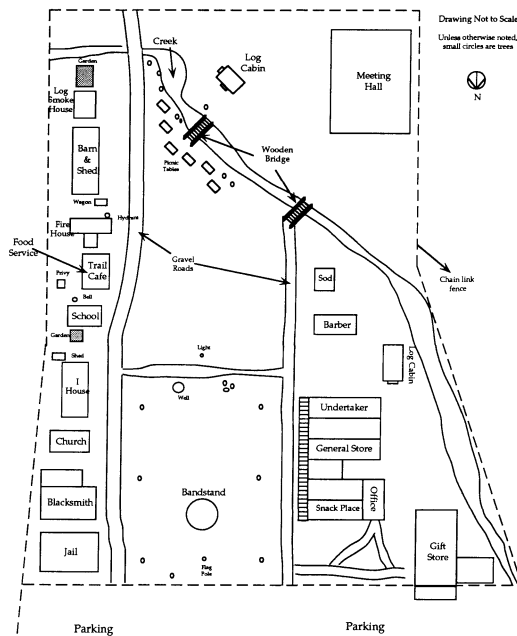 Drawing Not to Scale
Unless otherwise noted,
small circles are trees
N
Creek
Log
Cabin
Meeting
Hall
Garden
Log
Smoke
House
Barn
&
Shed
Picnic
Tables
Wooden
Bridge
Wagon
Hydrant
Fire
House
Food
Service
Gravel
Roads
Trail
Cafe
Privy
Bell
Sod
Chain link
fence
School
Garden
Barber
Light
Shed
Log Cabin
I
House
Well
Undertaker
General Store
Church
Blacksmith
Bandstand
Snack Place
Office
Jail
Flag
Pole
Gift
Store
Parking
Parking